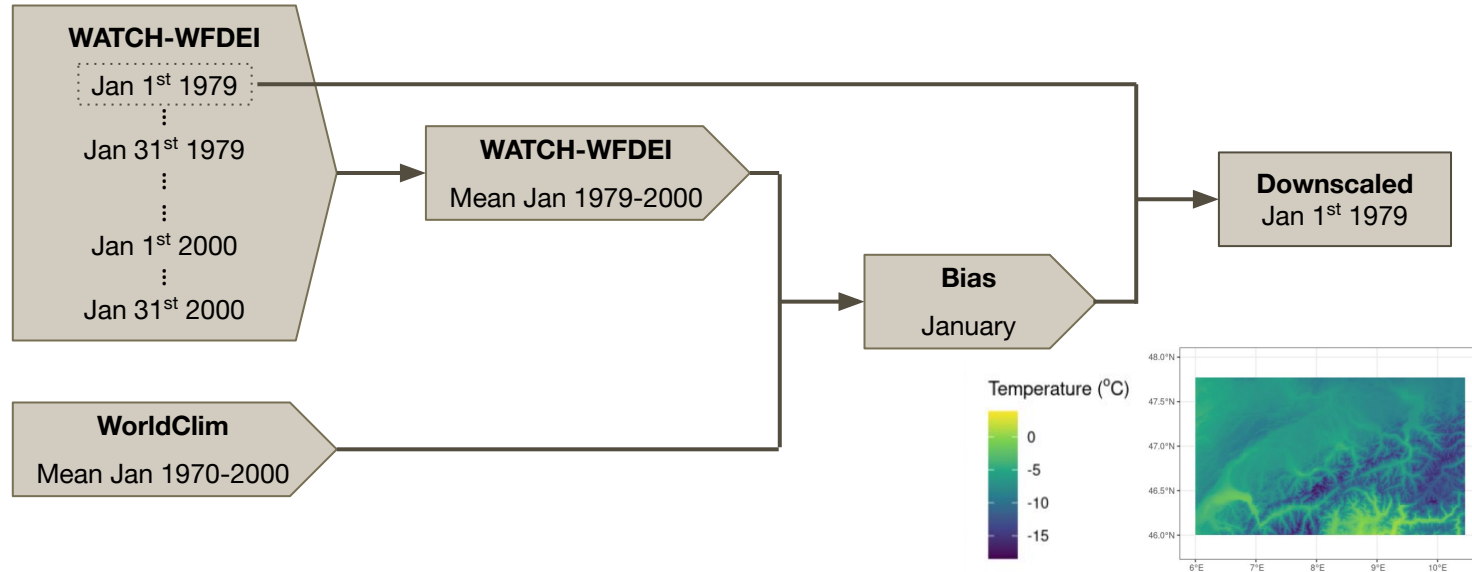 WATCH-WFDEI
Jan 1st 1979
Jan 31st 1979
Jan 1st 2000
Jan 31st 2000
WATCH-WFDEI
Mean Jan 1979-2000
WorldClim
Mean Jan 1970-2000
Bias
January
Downscaled
Jan 1st 1979
Temperature (°C)
0
-5
-10
-15
48.0°N
47.5°N
47.0°N
46.5°N
46.0°N
6°E 7°E 8°E 9°E 10°E